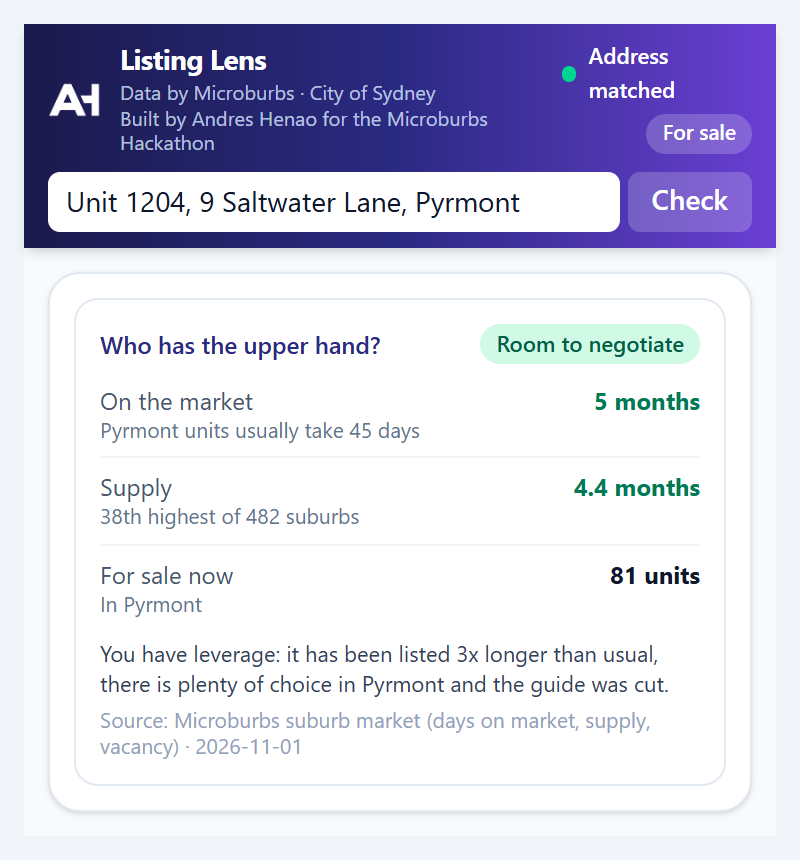 AH
Listing Lens
Data by Microburbs · City of Sydney
Built by Andres Henao for the Microburbs
Hackathon
Address
matched
For sale
Unit 1204, 9 Saltwater Lane, Pyrmont
Check
Who has the upper hand?
Room to negotiate
On the market
5 months
Pyrmont units usually take 45 days
Supply
4.4 months
38th highest of 482 suburbs
For sale now
81 units
In Pyrmont
You have leverage: it has been listed 3x longer than usual,
there is plenty of choice in Pyrmont and the guide was cut.
Source: Microburbs suburb market (days on market, supply,
vacancy) · 2026-11-01